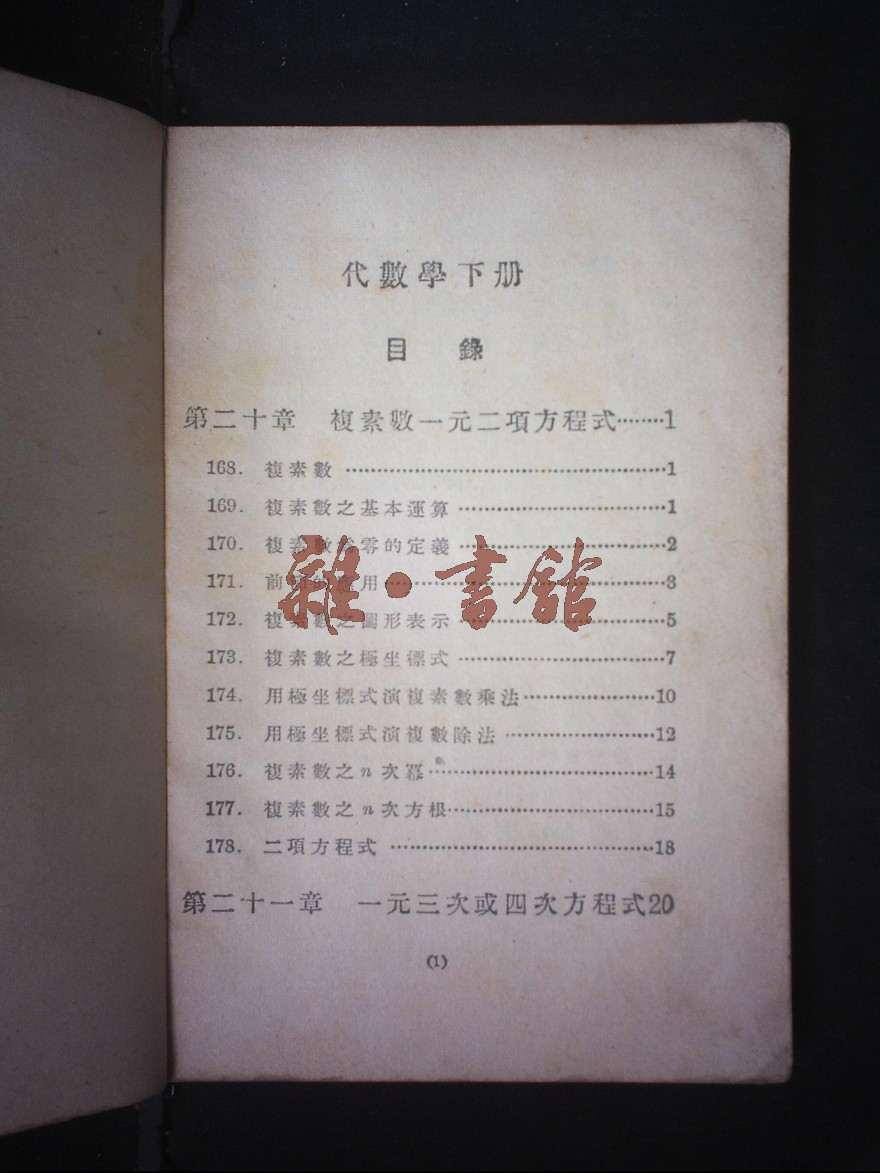 代數學下册
目錄
第二十章 複素數一元二項方程式········1
168. 複素數 ········1
169. 複素數之基本運算 ········1
170. 複素數為零的定義 ········2
171. 前節的應用 ········3
172. 複素數之圖形表示 ········5
173. 複素數之極坐標式 ········7
174. 用極坐標式演複素數乘法········10
175. 用極坐標式演複數除法 ········12
176. 複素數之n次冪········14
177. 複素數之n次方根········15
178. 二項方程式 ········18
第二十一章 一元三次或四次方程式20
(1)
雜·書館